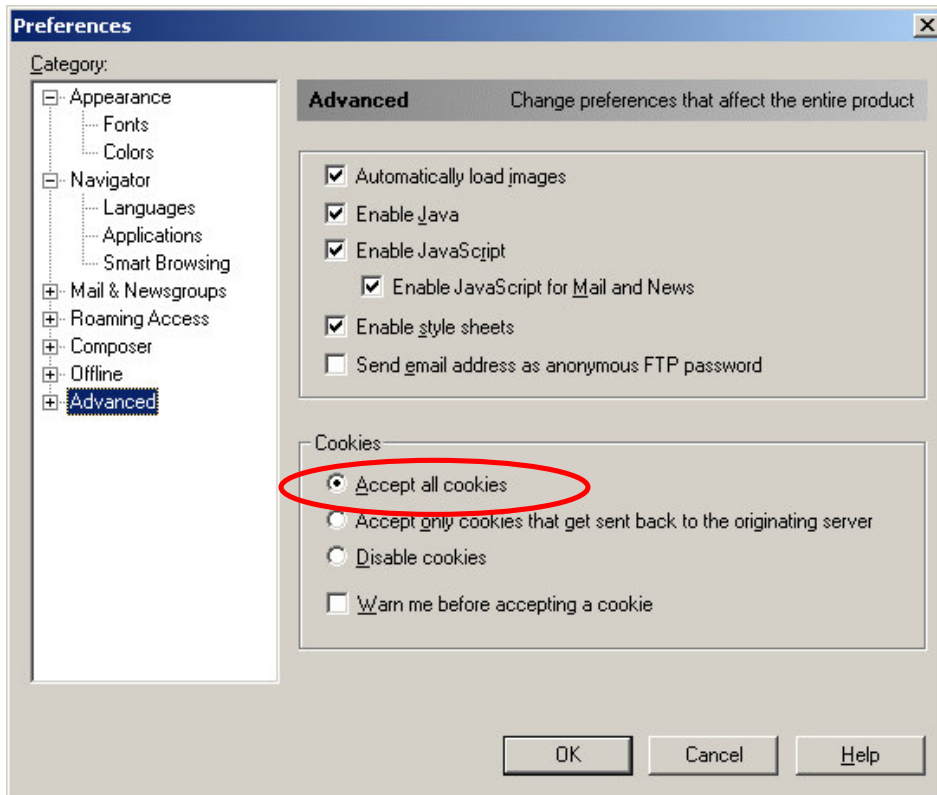 Preferences
Category:
Appearance
Fonts
Colors
Navigator
Languages
Applications
Smart Browsing
Mail & Newsgroups
Roaming Access
Composer
Offline
Advanced
Advanced Change preferences that affect the entire product
Automatically load images
Enable Java
Enable JavaScript
Enable JavaScript for Mail and News
Enable style sheets
Send email address as anonymous FTP password
Cookies
Accept all cookies
Accept only cookies that get sent back to the originating server
Disable cookies
Warn me before accepting a cookie
OK Cancel Help